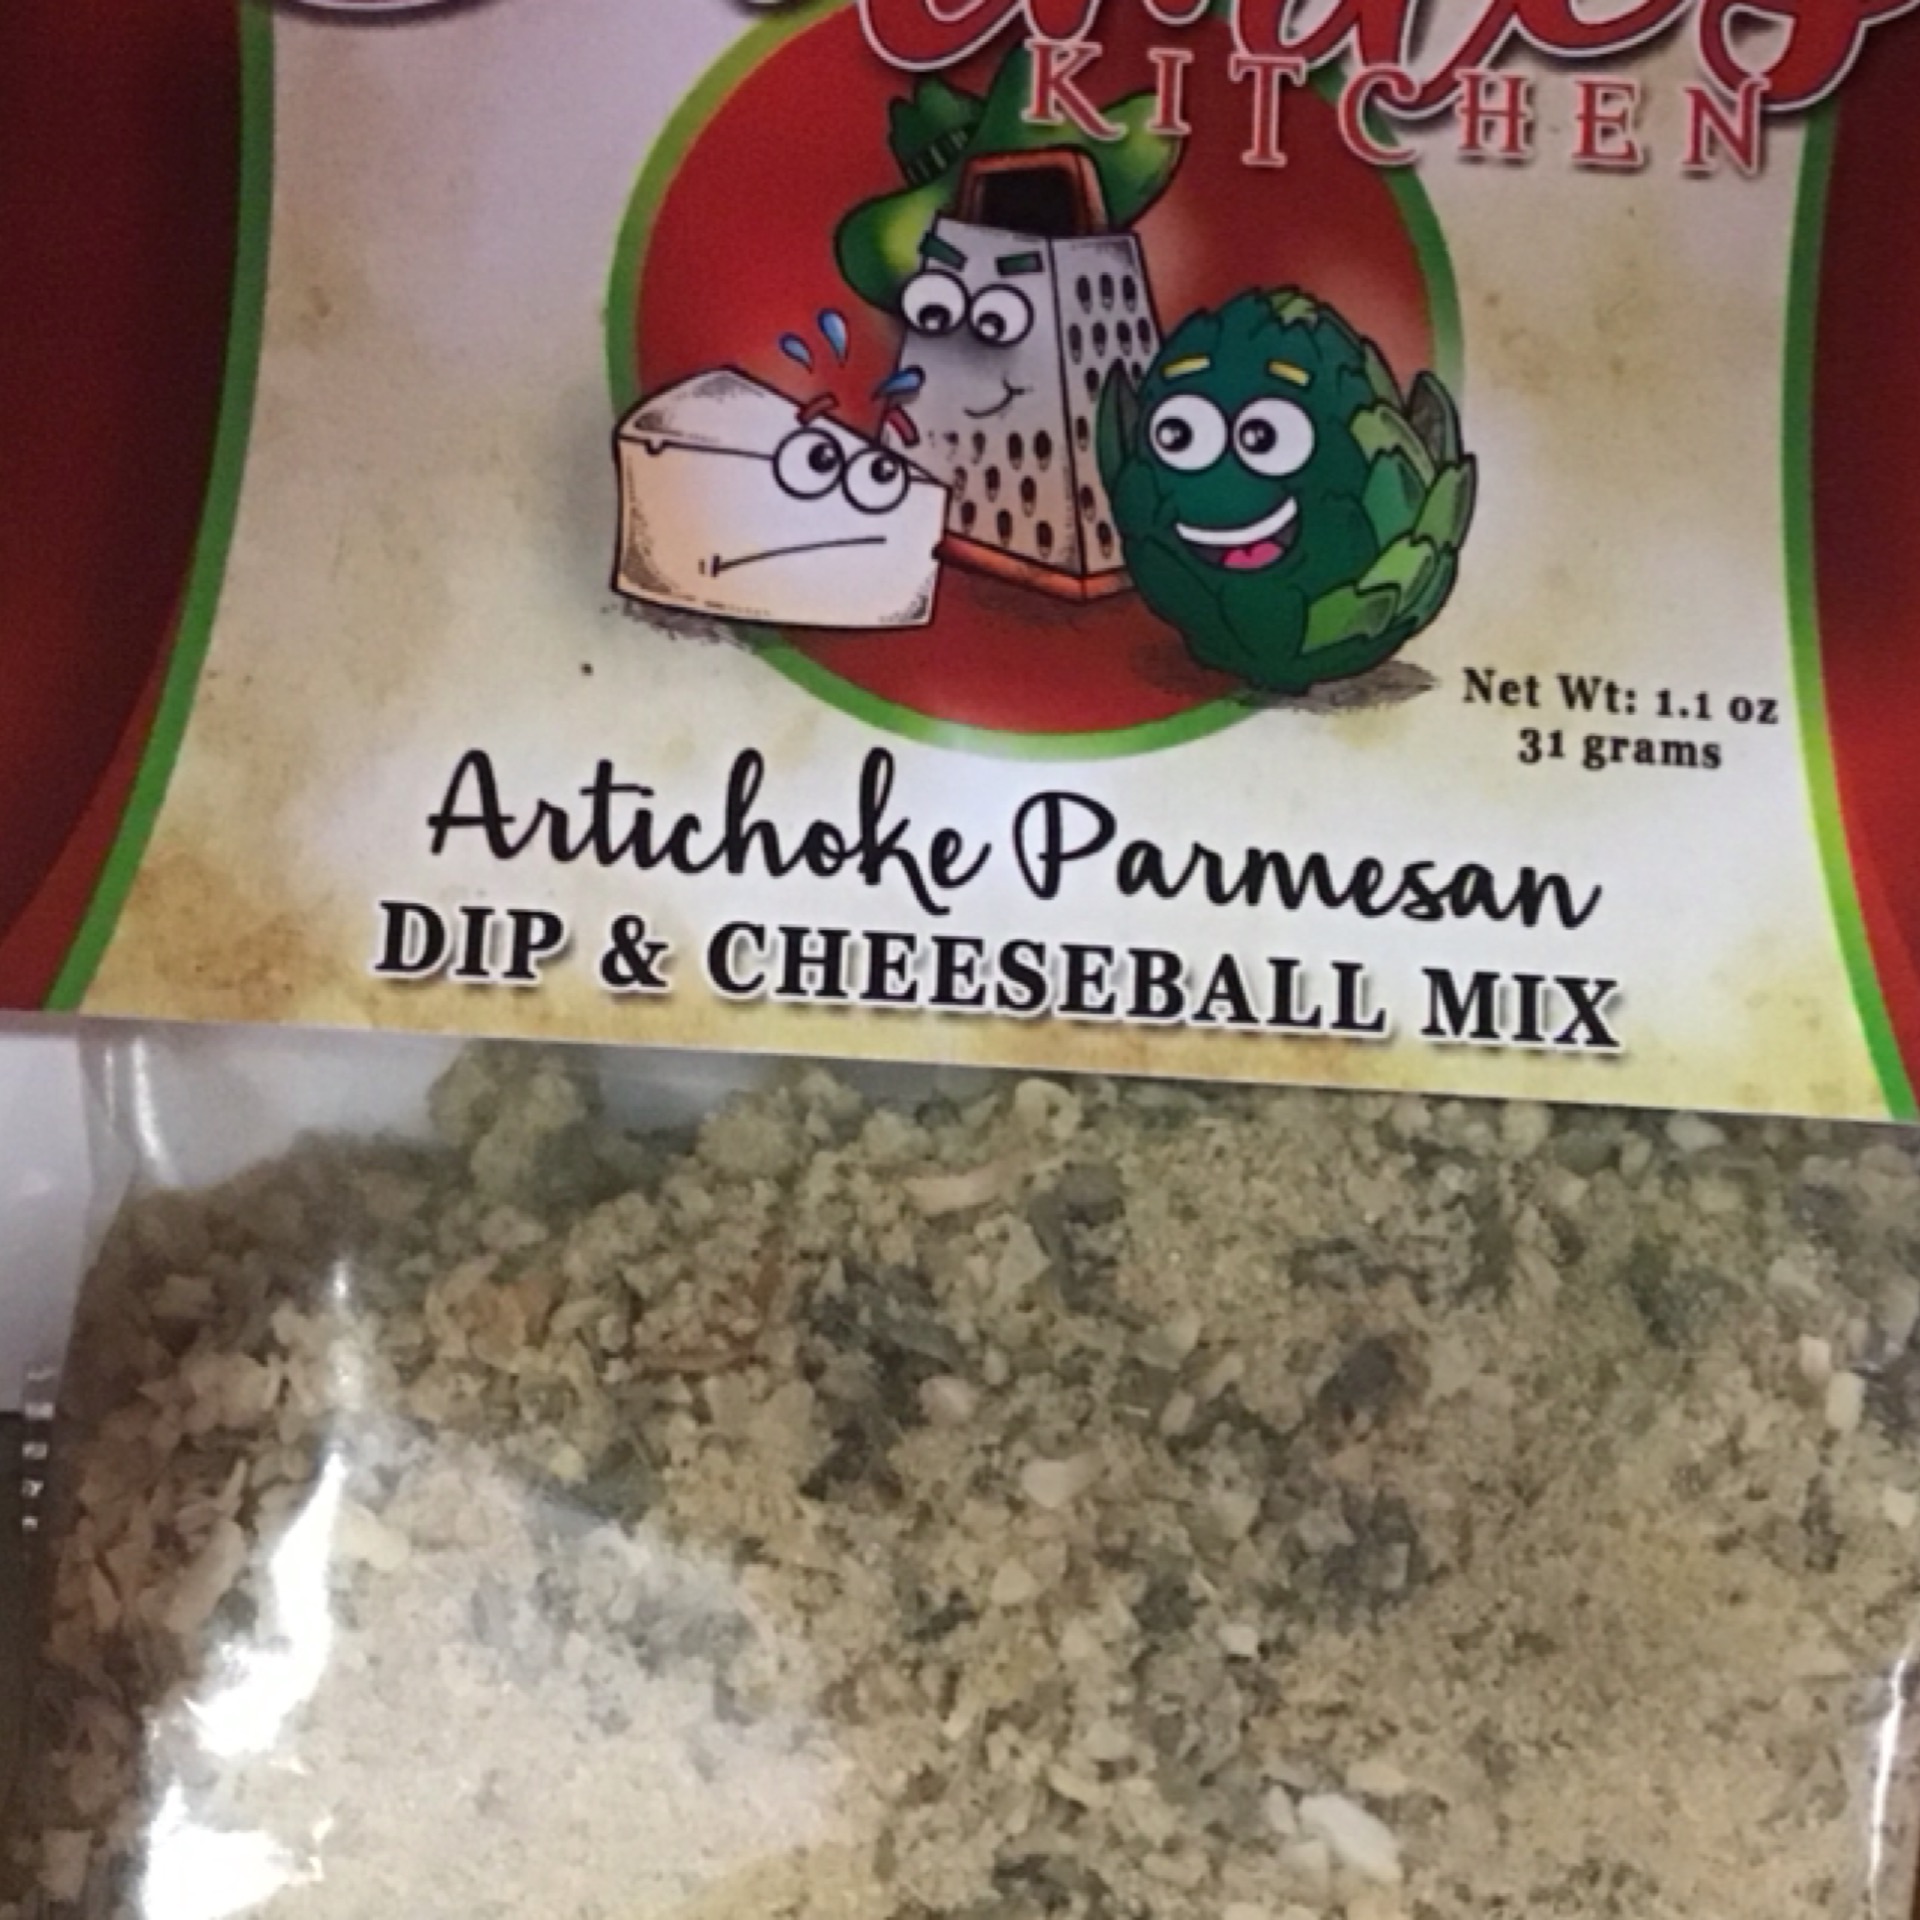 KITCHEN
Net Wt: 1.1 oz
31 grams
Artichoke Parmesan
DIP & CHEESEBALL MIX